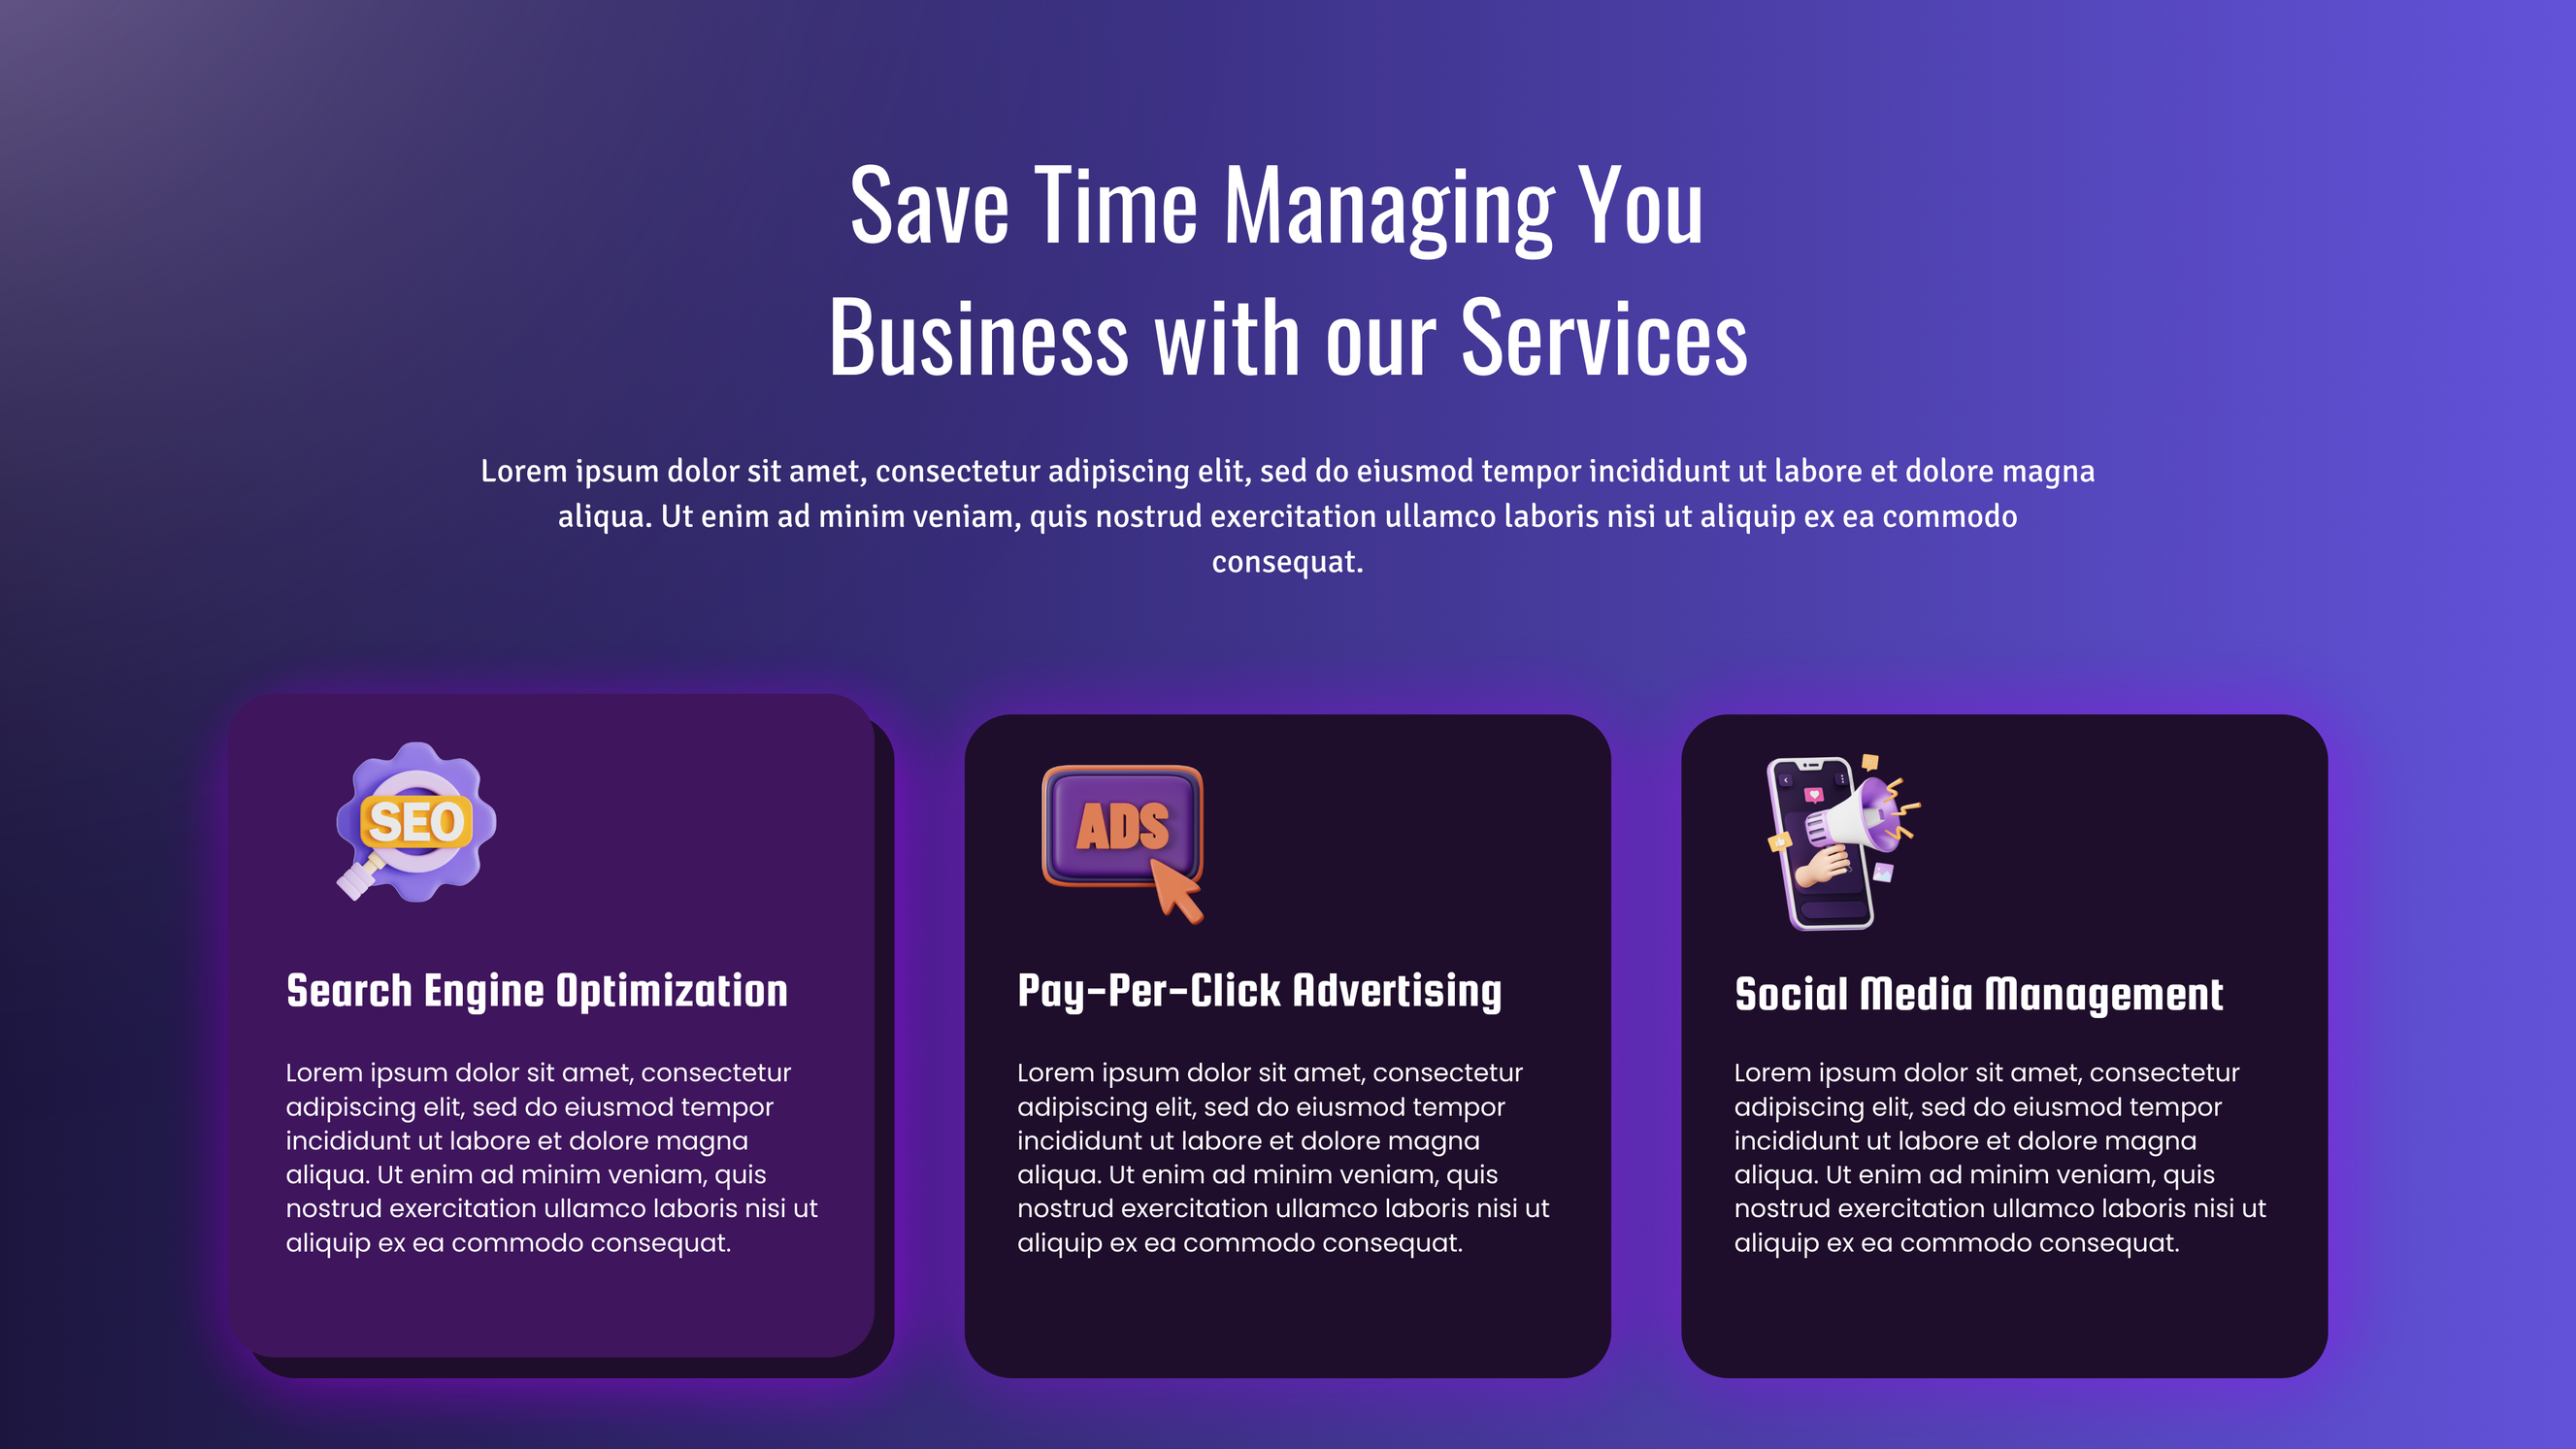 Save Time Managing You
Business with our Services
Lorem ipsum dolor sit amet, consectetur adipiscing elit, sed do eiusmod tempor incididunt ut labore et dolore magna
aliqua. Ut enim ad minim veniam, quis nostrud exercitation ullamco laboris nisi ut aliquip ex ea commodo
consequat.
SEO
Search Engine Optimization
Lorem ipsum dolor sit amet, consectetur
adipiscing elit, sed do eiusmod tempor
incididunt ut labore et dolore magna
aliqua. Ut enim ad minim veniam, quis
nostrud exercitation ullamco laboris nisi ut
aliquip ex ea commodo consequat.
ADS
Pay-Per-Click Advertising
Lorem ipsum dolor sit amet, consectetur
adipiscing elit, sed do eiusmod tempor
incididunt ut labore et dolore magna
aliqua. Ut enim ad minim veniam, quis
nostrud exercitation ullamco laboris nisi ut
aliquip ex ea commodo consequat.
Social Media Management
Lorem ipsum dolor sit amet, consectetur
adipiscing elit, sed do eiusmod tempor
incididunt ut labore et dolore magna
aliqua. Ut enim ad minim veniam, quis
nostrud exercitation ullamco laboris nisi ut
aliquip ex ea commodo consequat.